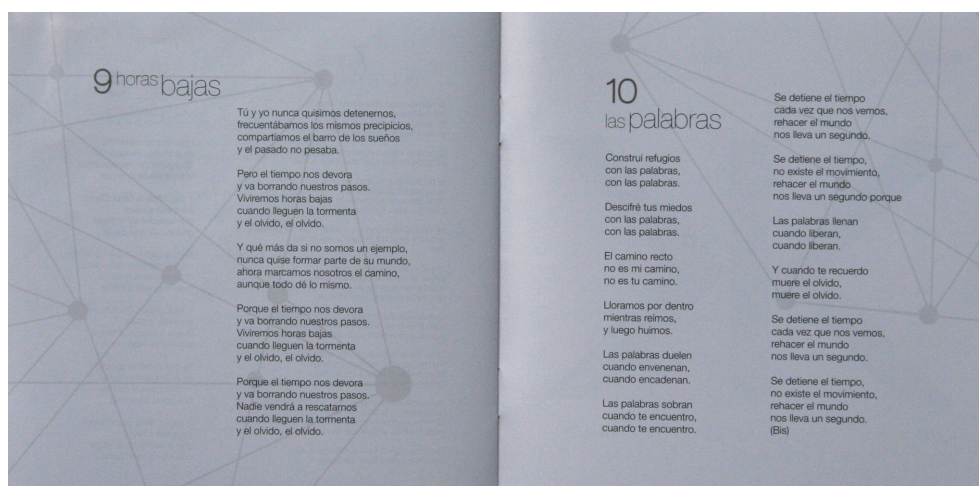 9 horas bajas
Tú y yo nunca quisimos detenernos,
frecuentábamos los mismos precipicios,
compartíamos el barro de los sueños
y el pasado no pesaba.
Pero el tiempo nos devora
y va borrando nuestros pasos.
Viviremos horas bajas
cuando lleguen la tormenta
y el olvido, el olvido.
Y qué más da si no somos un ejemplo,
nunca quise formar parte de su mundo,
ahora marcamos nosotros el camino,
aunque todo dé lo mismo.
Porque el tiempo nos devora
y va borrando nuestros pasos.
Viviremos horas bajas
cuando lleguen la tormenta
y el olvido, el olvido.
Porque el tiempo nos devora
y va borrando nuestros pasos.
Nadie vendrá a rescatarnos
cuando lleguen la tormenta
y el olvido, el olvido.
10
las palabras
Construí refugios
con las palabras,
con las palabras.
Descifré tus miedos
con las palabras,
con las palabras.
El camino recto
no es mi camino,
no es tu camino.
Lloramos por dentro
mientras reímos,
y luego huimos.
Las palabras duelen
cuando envenenan,
cuando encadenan.
Las palabras sobran
cuando te encuentro,
cuando te encuentro.
Se detiene el tiempo
cada vez que nos vemos,
rehacer el mundo
nos lleva un segundo.
Se detiene el tiempo,
no existe el movimiento,
rehacer el mundo
nos lleva un segundo porque
Las palabras llenan
cuando liberan,
cuando liberan.
Y cuando te recuerdo
muere el olvido,
muere el olvido.
Se detiene el tiempo
cada vez que nos vemos,
rehacer el mundo
nos lleva un segundo.
Se detiene el tiempo,
no existe el movimiento,
rehacer el mundo
nos lleva un segundo.
(Bis)